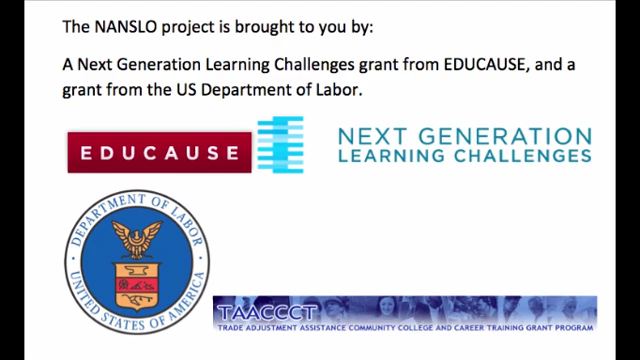 The NANSLO project is brought to you by:
A Next Generation Learning Challenges grant from EDUCAUSE, and a
grant from the US Department of Labor.
EDUCAUSE
NEXT GENERATION
LEARNING CHALLENGES
DEPARTMENT OF LABOR
UNITED STATES OF AMERICA
TAACCCT
TRADE ADJUSTMENT ASSISTANCE COMMUNITY COLLEGE AND CAREER TRAINING GRANT PROGRAM